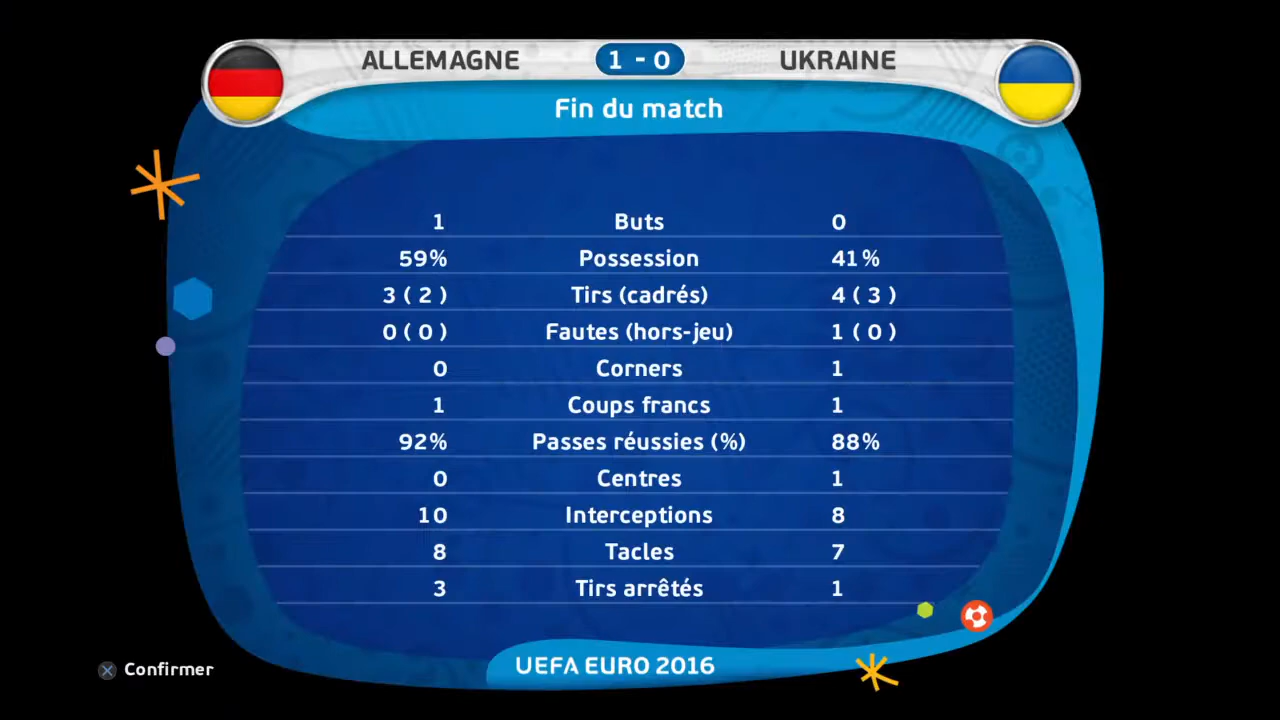 ALLEMAGNE 1 - 0 UKRAINE
Fin du match
1 Buts 0
59% Possession 41%
3 ( 2 ) Tirs (cadrés) 4 ( 3 )
0 ( 0 ) Fautes (hors-jeu) 1 ( 0 )
0 Corners 1
1 Coups francs 1
92% Passes réussies (%) 88%
0 Centres 1
10 Interceptions 8
8 Tacles 7
3 Tirs arrêtés 1
UEFA EURO 2016
Confirmer